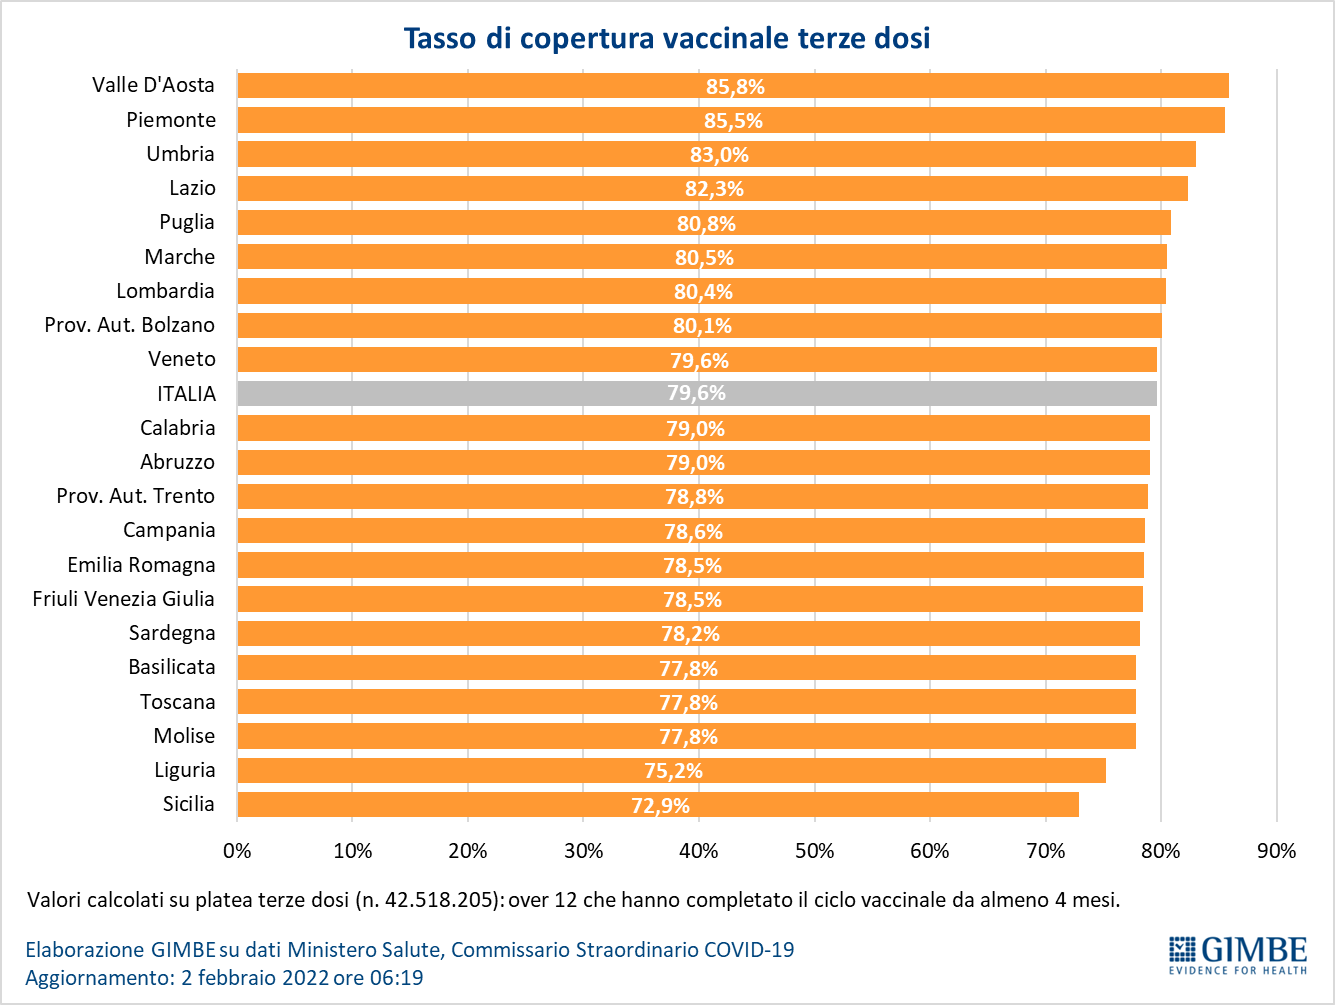 Tasso di copertura vaccinale terze dosi
Valle D'Aosta 85,8%
Piemonte 85,5%
Umbria 83,0%
Lazio 82,3%
Puglia 80,8%
Marche 80,5%
Lombardia 80,4%
Prov. Aut. Bolzano 80,1%
Veneto 79,6%
ITALIA 79,6%
Calabria 79,0%
Abruzzo 79,0%
Prov. Aut. Trento 78,8%
Campania 78,6%
Emilia Romagna 78,5%
Friuli Venezia Giulia 78,5%
Sardegna 78,2%
Basilicata 77,8%
Toscana 77,8%
Molise 77,8%
Liguria 75,2%
Sicilia 72,9%
0% 10% 20% 30% 40% 50% 60% 70% 80% 90%
Valori calcolati su platea terze dosi (n. 42.518.205): over 12 che hanno completato il ciclo vaccinale da almeno 4 mesi.
Elaborazione GIMBE su dati Ministero Salute, Commissario Straordinario COVID-19
Aggiornamento: 2 febbraio 2022 ore 06:19
GIMBE
EVIDENCE FOR HEALTH